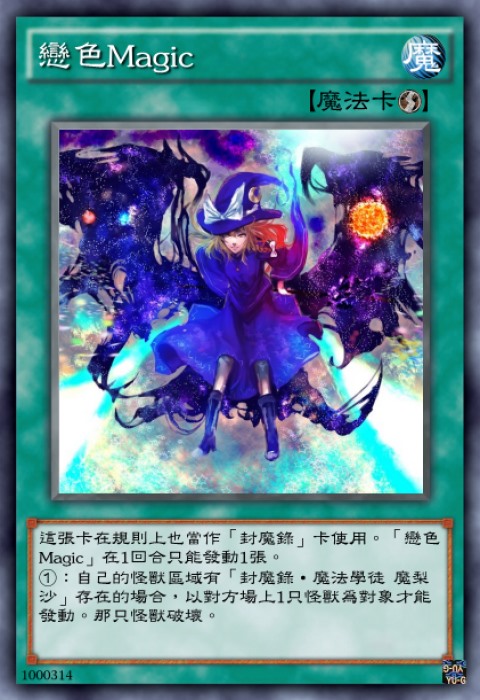 戀色Magic
魔
【魔法卡】
這張卡在規則上也當作「封魔錄」卡使用。「戀色
Magic」在1回合只能發動1張。
①：自己的怪獸區域有「封魔錄・魔法學徒 魔梨
沙」存在的場合，以對方場上1只怪獸為對象才能
發動。那只怪獸破壞。
1000314